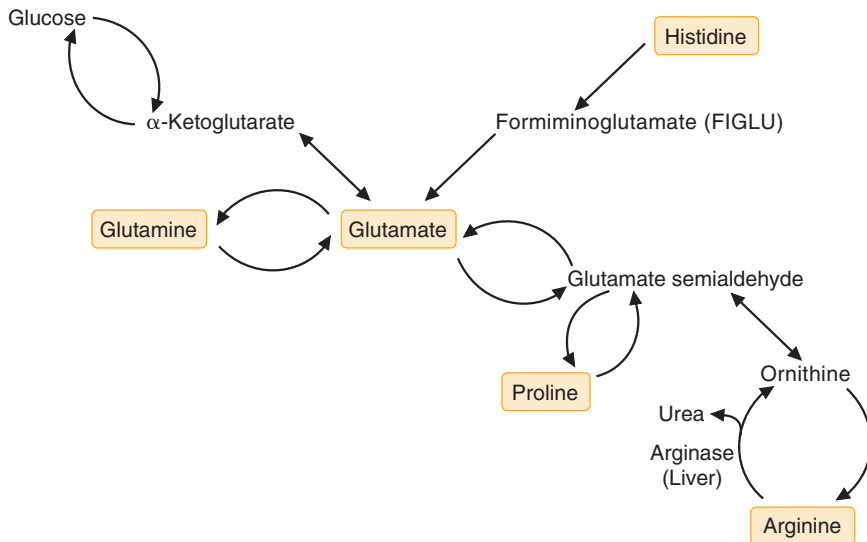 Glucose
Histidine
α-Ketoglutarate
Formiminoglutamate (FIGLU)
Glutamine
Glutamate
Glutamate semialdehyde
Proline
Ornithine
Urea
Arginase
(Liver)
Arginine